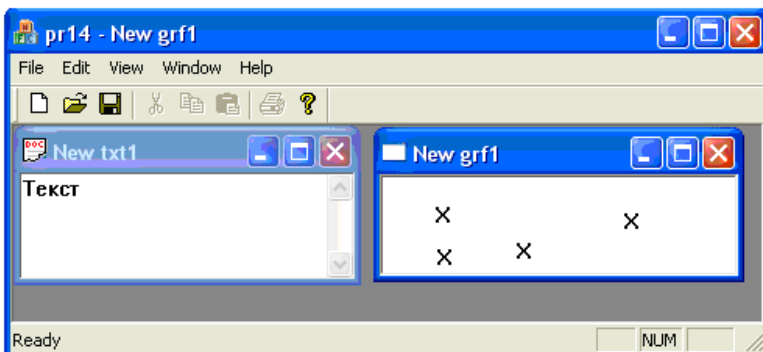 pr14 - New grf1
File Edit View Window Help
New txt1
Текст
New grf1
x
x
x
x
Ready
NUM